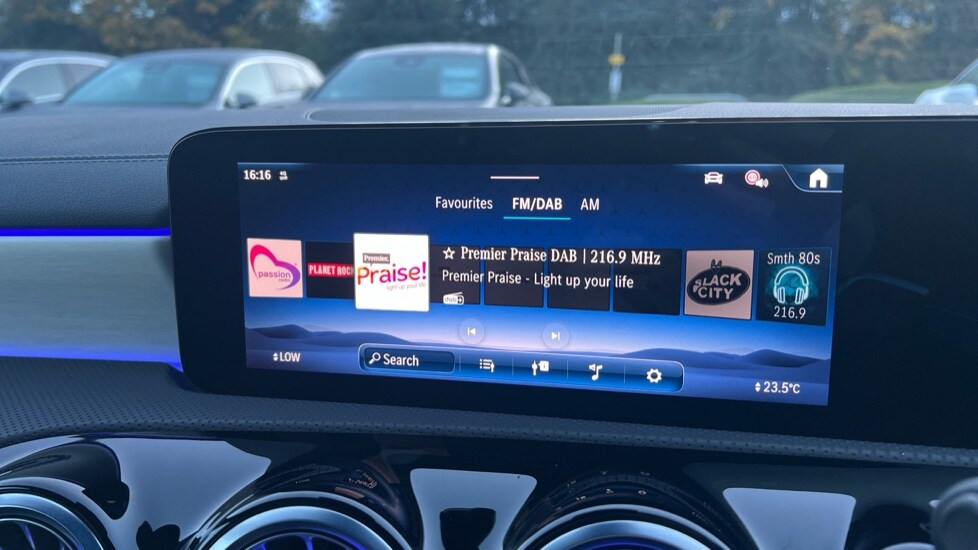 16:16
Favourites FM/DAB AM
passion
radio
PLANET ROCK
Premier
Praise!
light up your life
☆ Premier Praise DAB | 216.9 MHz
Premier Praise - Light up your life
BLACK
CITY
Smth 80s
216.9
LOW
Search
23.5°C